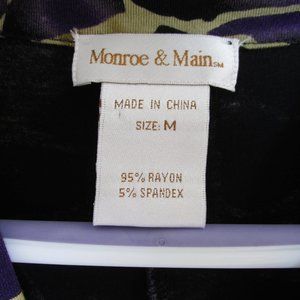 Monroe & Main SM
MADE IN CHINA
SIZE: M
95% RAYON
5% SPANDEX